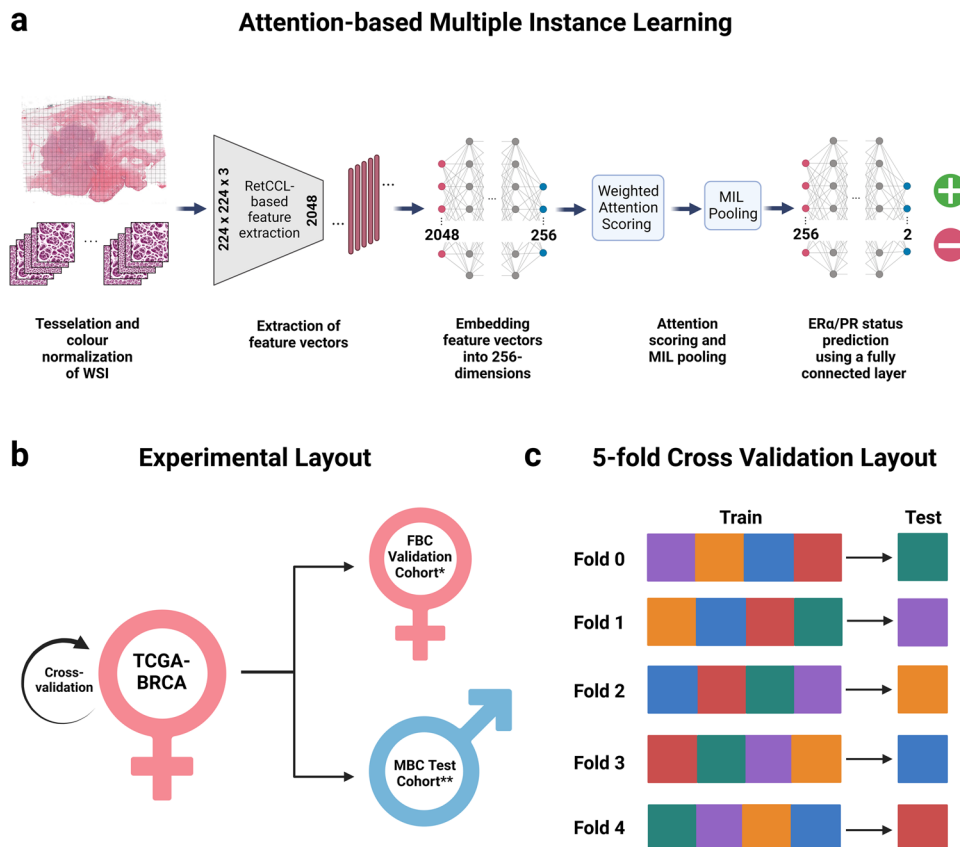 a
Attention-based Multiple Instance Learning
224 x 224 x 3
RetCCL-
based
feature
extraction
2048
...
...
...
...
2048
256
Weighted
Attention
Scoring
MIL
Pooling
...
256
2
+
−
Tesselation and
colour
normalization
of WSI
Extraction of
feature vectors
Embedding
feature vectors
into 256-
dimensions
Attention
scoring and
MIL pooling
ERα/PR status
prediction
using a fully
connected layer
b
Experimental Layout
Cross-
validation
TCGA-
BRCA
FBC
Validation
Cohort*
MBC Test
Cohort**
c
5-fold Cross Validation Layout
Train
Test
Fold 0
Fold 1
Fold 2
Fold 3
Fold 4